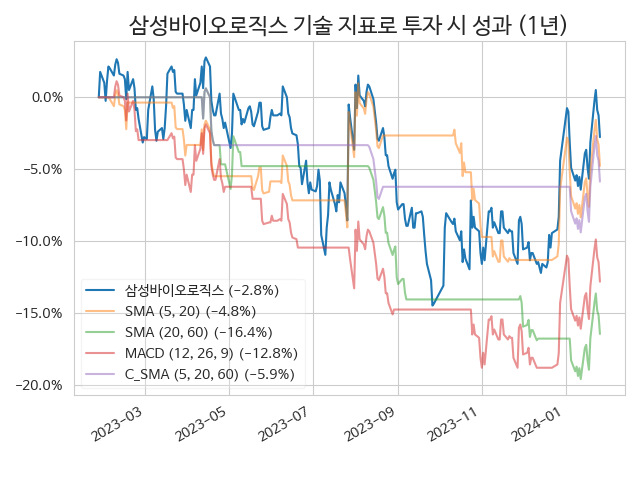 삼성바이오로직스 기술 지표로 투자 시 성과 (1년)
0.0%
−5.0%
−10.0%
−15.0%
−20.0%
삼성바이오로직스 (−2.8%)
SMA (5, 20) (−4.8%)
SMA (20, 60) (−16.4%)
MACD (12, 26, 9) (−12.8%)
C_SMA (5, 20, 60) (−5.9%)
2023-03
2023-05
2023-07
2023-09
2023-11
2024-01